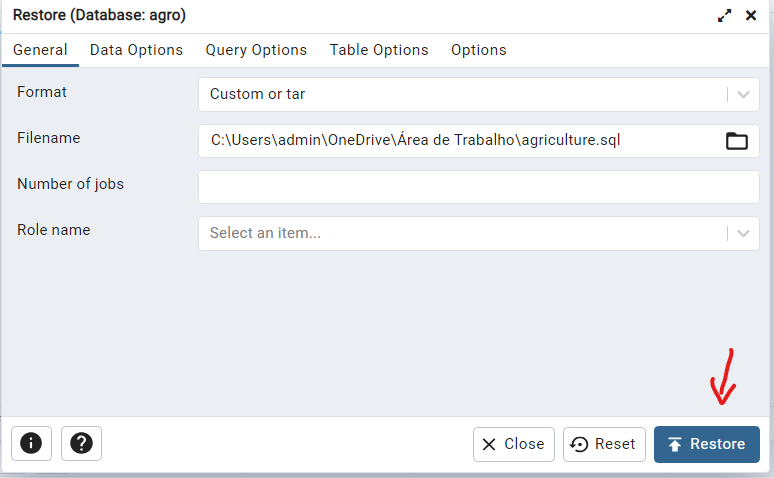 Restore (Database: agro)
General Data Options Query Options Table Options Options
Format Custom or tar
Filename C:\Users\admin\OneDrive\Área de Trabalho\agriculture.sql
Number of jobs
Role name Select an item...
Close Reset Restore